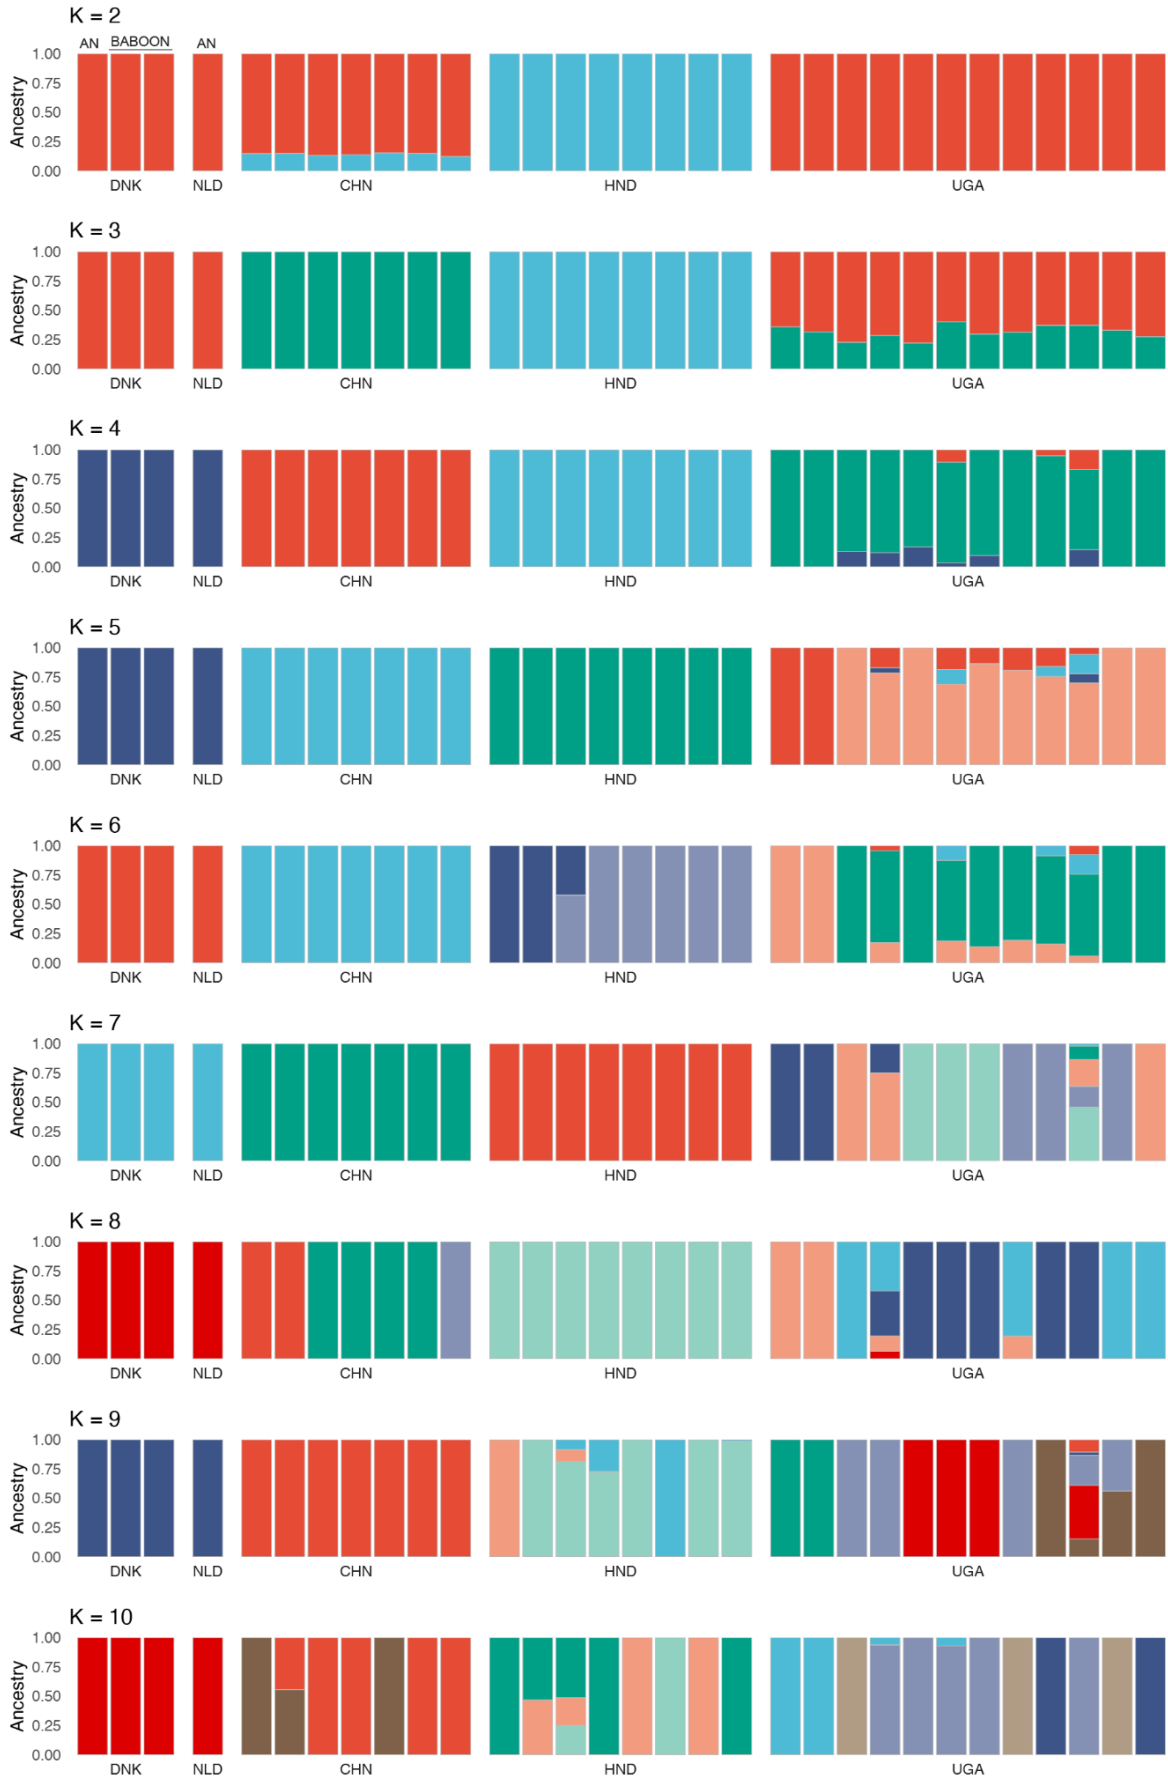 K = 2
AN BABOON AN
1.00
0.75
0.50
0.25
0.00
Ancestry
DNK NLD CHN HND UGA
K = 3
1.00
0.75
0.50
0.25
0.00
Ancestry
DNK NLD CHN HND UGA
K = 4
1.00
0.75
0.50
0.25
0.00
Ancestry
DNK NLD CHN HND UGA
K = 5
1.00
0.75
0.50
0.25
0.00
Ancestry
DNK NLD CHN HND UGA
K = 6
1.00
0.75
0.50
0.25
0.00
Ancestry
DNK NLD CHN HND UGA
K = 7
1.00
0.75
0.50
0.25
0.00
Ancestry
DNK NLD CHN HND UGA
K = 8
1.00
0.75
0.50
0.25
0.00
Ancestry
DNK NLD CHN HND UGA
K = 9
1.00
0.75
0.50
0.25
0.00
Ancestry
DNK NLD CHN HND UGA
K = 10
1.00
0.75
0.50
0.25
0.00
Ancestry
DNK NLD CHN HND UGA